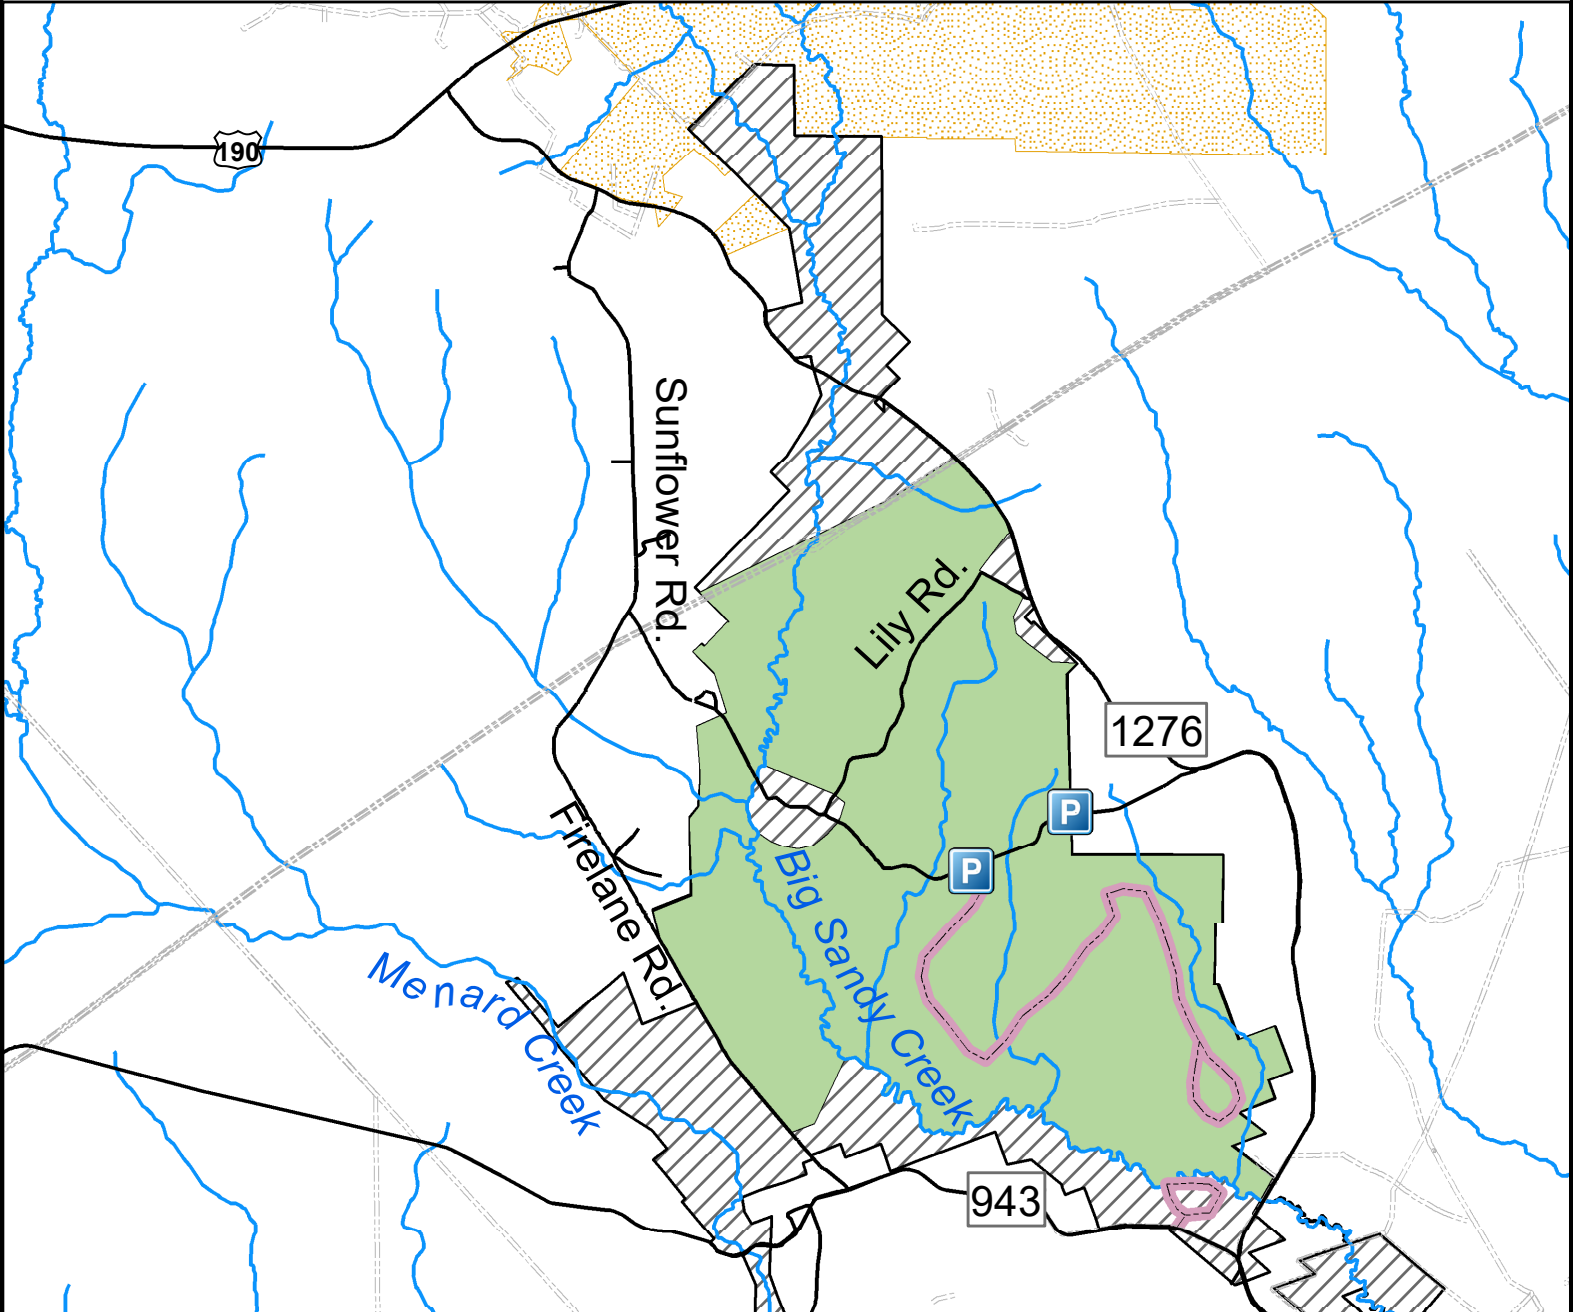 190
Sunflower Rd.
Lily Rd.
1276
P
P
Firelane Rd.
Big Sandy Creek
Menard Creek
943